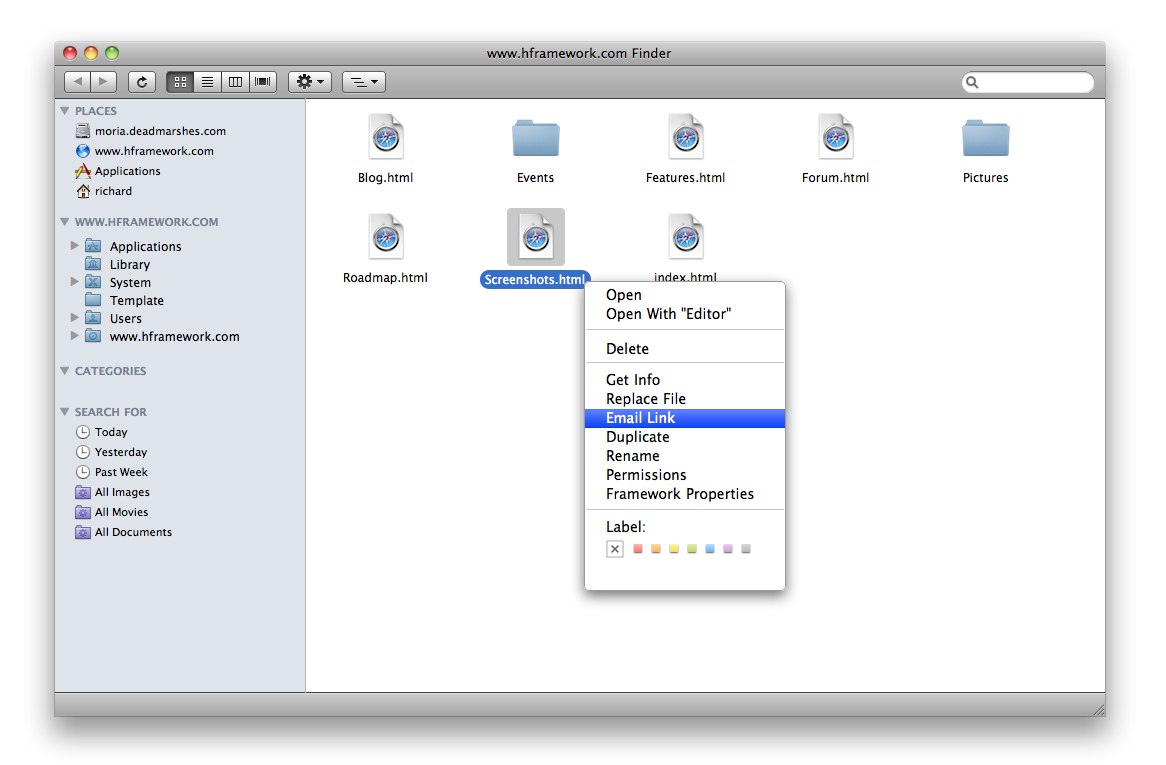 www.hframework.com Finder
PLACES
moria.deadmarshes.com
www.hframework.com
Applications
richard
WWW.HFRAMEWORK.COM
Applications
Library
System
Template
Users
www.hframework.com
CATEGORIES
SEARCH FOR
Today
Yesterday
Past Week
All Images
All Movies
All Documents
Blog.html
Events
Features.html
Forum.html
Pictures
Roadmap.html
Screenshots.html
index.html
Open
Open With "Editor"
Delete
Get Info
Replace File
Email Link
Duplicate
Rename
Permissions
Framework Properties
Label: